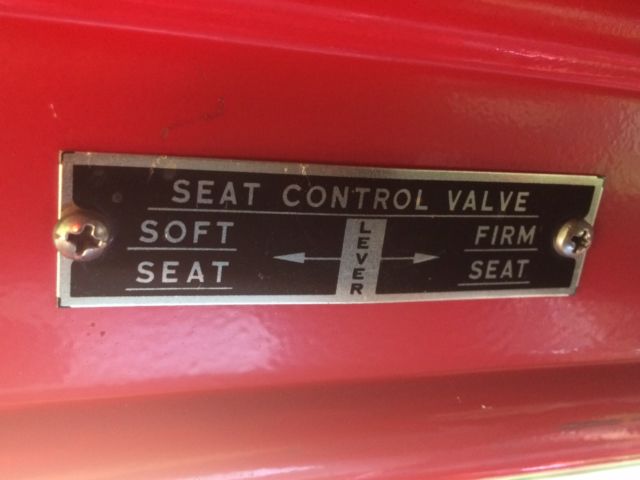 SEAT CONTROL VALVE
SOFT SEAT
LEVER
FIRM SEAT